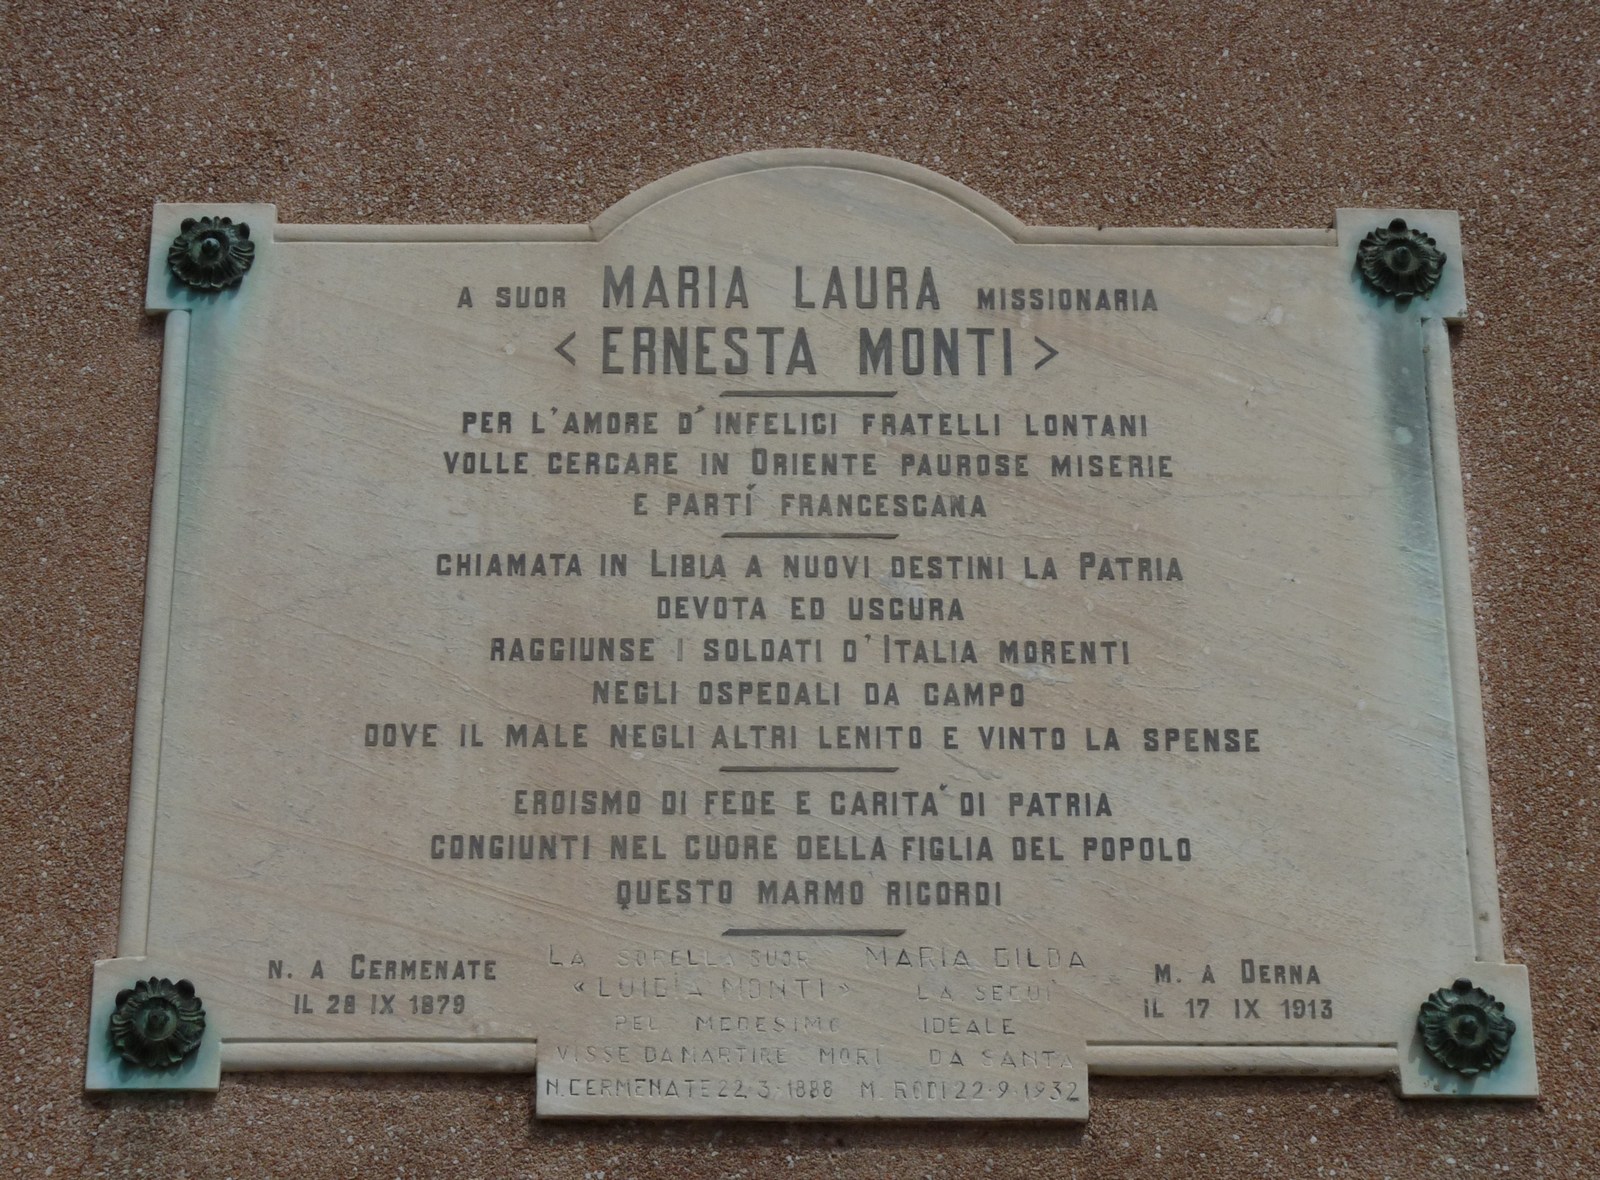 A SUOR MARIA LAURA MISSIONARIA
< ERNESTA MONTI >
PER L'AMORE D'INFELICI FRATELLI LONTANI
VOLLE CERCARE IN ORIENTE PAUROSE MISERIE
E PARTÍ FRANCESCANA
CHIAMATA IN LIBIA A NUOVI DESTINI LA PATRIA
DEVOTA ED USCURA
RAGGIUNSE I SOLDATI D'ITALIA MORENTI
NEGLI OSPEDALI DA CAMPO
DOVE IL MALE NEGLI ALTRI LENITO E VINTO LA SPENSE
EROISMO DI FEDE E CARITA' DI PATRIA
CONGIUNTI NEL CUORE DELLA FIGLIA DEL POPOLO
QUESTO MARMO RICORDI
N. A CERMENATE
IL 28 IX 1879
LA SORELLA SUOR MARIA GILDA
"LUIGIA MONTI" LA SEGUI'
PEL MEDESIMO IDEALE
VISSE DA MARTIRE MORI DA SANTA
N. CERMENATE 22.3.1888 M. RODI 22.9.1932
M. A DERNA
IL 17 IX 1913